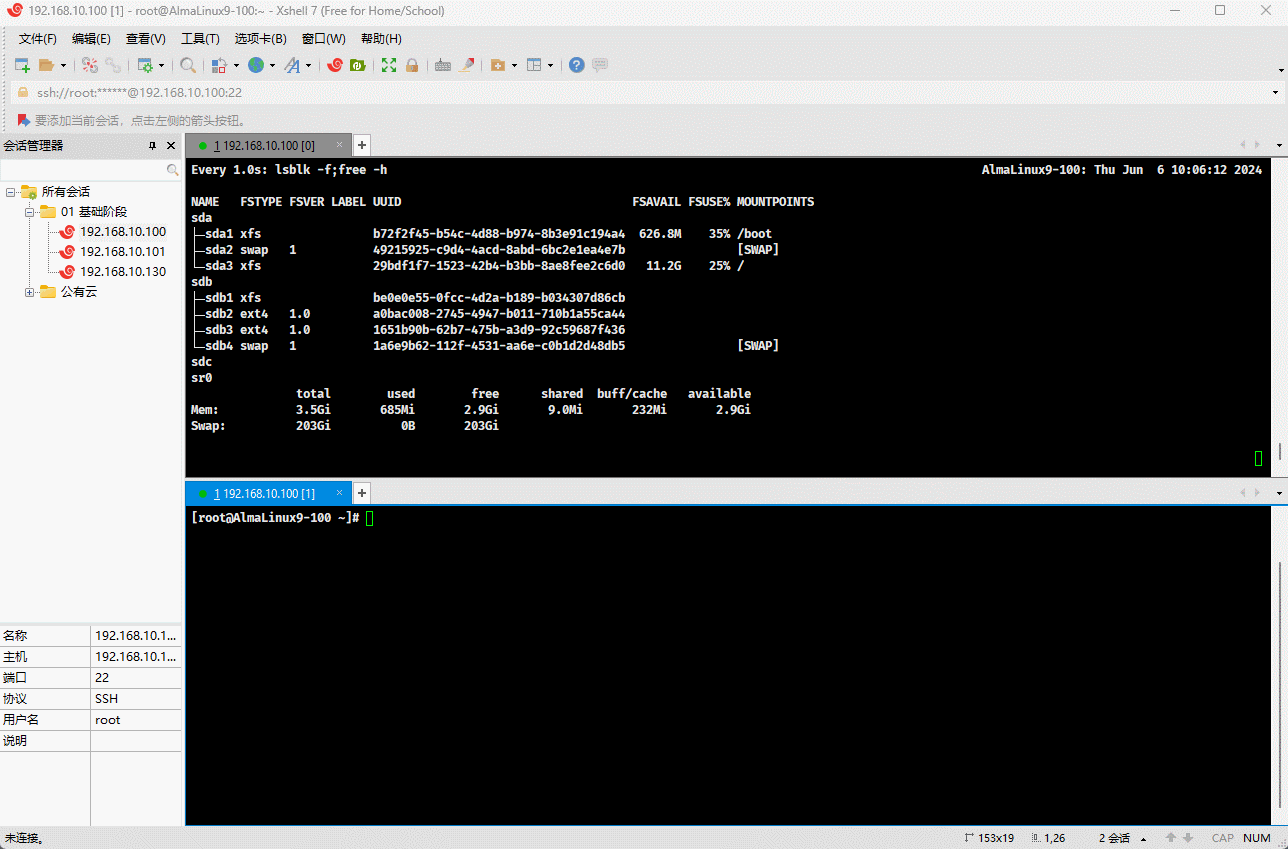 192.168.10.100 [1] - root@AlmaLinux9-100:~ - Xshell 7 (Free for Home/School)
文件(F) 编辑(E) 查看(V) 工具(T) 选项卡(B) 窗口(W) 帮助(H)
ssh://root:******@192.168.10.100:22
要添加当前会话，点击左侧的箭头按钮。
会话管理器
所有会话
01 基础阶段
192.168.10.100
192.168.10.101
192.168.10.130
公有云
名称 192.168.10.1...
主机 192.168.10.1...
端口 22
协议 SSH
用户名 root
说明
1 192.168.10.100 [0] × +
Every 1.0s: lsblk -f;free -h AlmaLinux9-100: Thu Jun  6 10:06:12 2024
NAME   FSTYPE FSVER LABEL UUID                                 FSAVAIL FSUSE% MOUNTPOINTS
sda
├─sda1 xfs                b72f2f45-b54c-4d88-b974-8b3e91c194a4  626.8M    35% /boot
├─sda2 swap   1           49215925-c9d4-4acd-8abd-6bc2e1ea4e7b                [SWAP]
└─sda3 xfs                29bdf1f7-1523-42b4-b3bb-8ae8fee2c6d0   11.2G    25% /
sdb
├─sdb1 xfs                be0e0e55-0fcc-4d2a-b189-b034307d86cb
├─sdb2 ext4   1.0         a0bac008-2745-4947-b011-710b1a55ca44
├─sdb3 ext4   1.0         1651b90b-62b7-475b-a3d9-92c59687f436
└─sdb4 swap   1           1a6e9b62-112f-4531-aa6e-c0b1d2d48db5                [SWAP]
sdc
sr0
               total        used        free      shared  buff/cache   available
Mem:           3.5Gi       685Mi       2.9Gi       9.0Mi       232Mi       2.9Gi
Swap:          203Gi          0B       203Gi
1 192.168.10.100 [1] × +
[root@AlmaLinux9-100 ~]#
未连接。 153x19 1,26 2 会话 CAP NUM